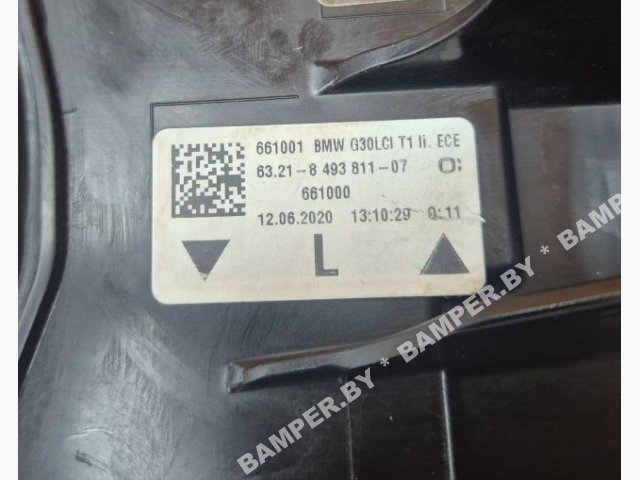 661001 BMW G30LCI T1 li. ECE
63.21-8 493 811-07 O:
661000
12.06.2020 13:10:29 Q:11
L
BAMPER.BY * BAMPER.BY * BAMPER.BY